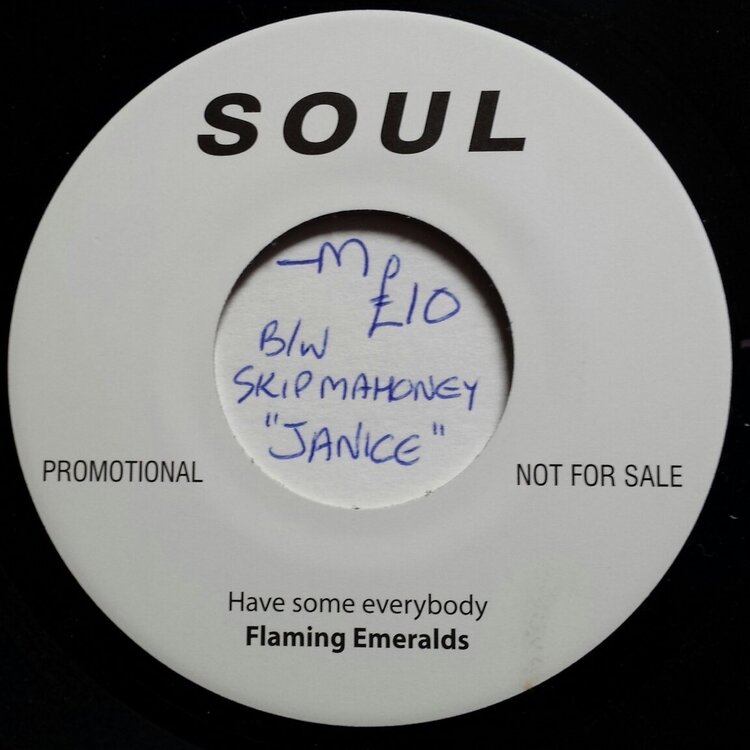 SOUL
-M
£10
B/W
SKIP MAHONEY
"JANICE"
PROMOTIONAL
NOT FOR SALE
Have some everybody
Flaming Emeralds